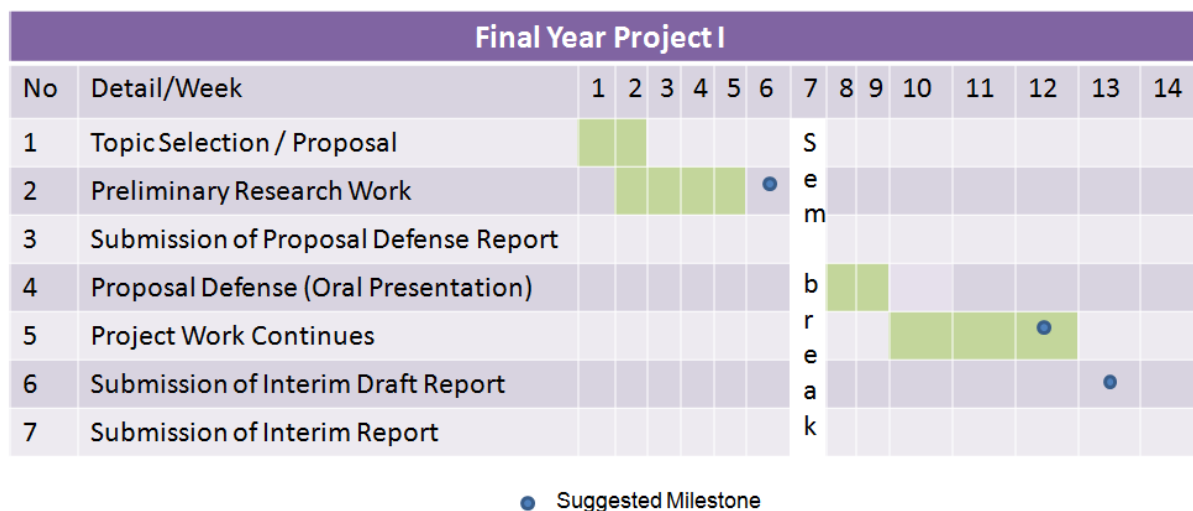 Final Year Project I
No Detail/Week 1 2 3 4 5 6 7 8 9 10 11 12 13 14
1 Topic Selection / Proposal
2 Preliminary Research Work
3 Submission of Proposal Defense Report
4 Proposal Defense (Oral Presentation)
5 Project Work Continues
6 Submission of Interim Draft Report
7 Submission of Interim Report
Sem break
Suggested Milestone